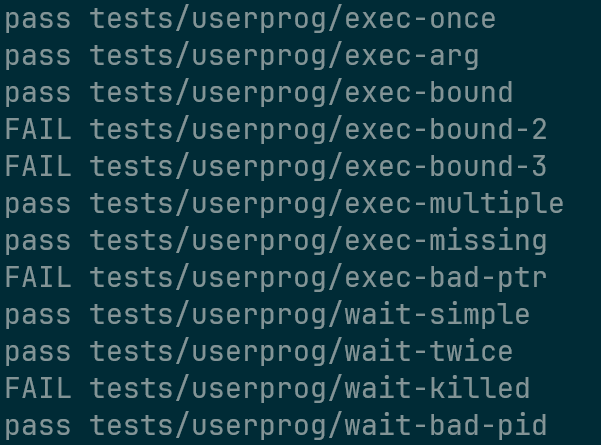 pass tests/userprog/exec-once
pass tests/userprog/exec-arg
pass tests/userprog/exec-bound
FAIL tests/userprog/exec-bound-2
FAIL tests/userprog/exec-bound-3
pass tests/userprog/exec-multiple
pass tests/userprog/exec-missing
FAIL tests/userprog/exec-bad-ptr
pass tests/userprog/wait-simple
pass tests/userprog/wait-twice
FAIL tests/userprog/wait-killed
pass tests/userprog/wait-bad-pid